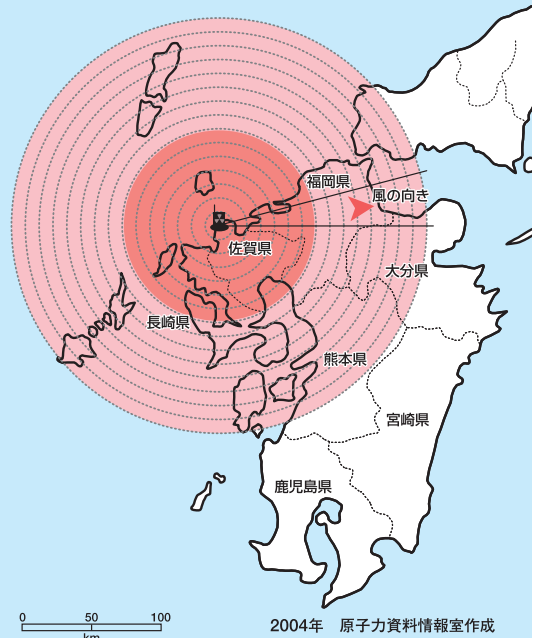 福岡県
風の向き
佐賀県
大分県
長崎県
熊本県
宮崎県
鹿児島県
0 50 100
km
2004年 原子力資料情報室作成